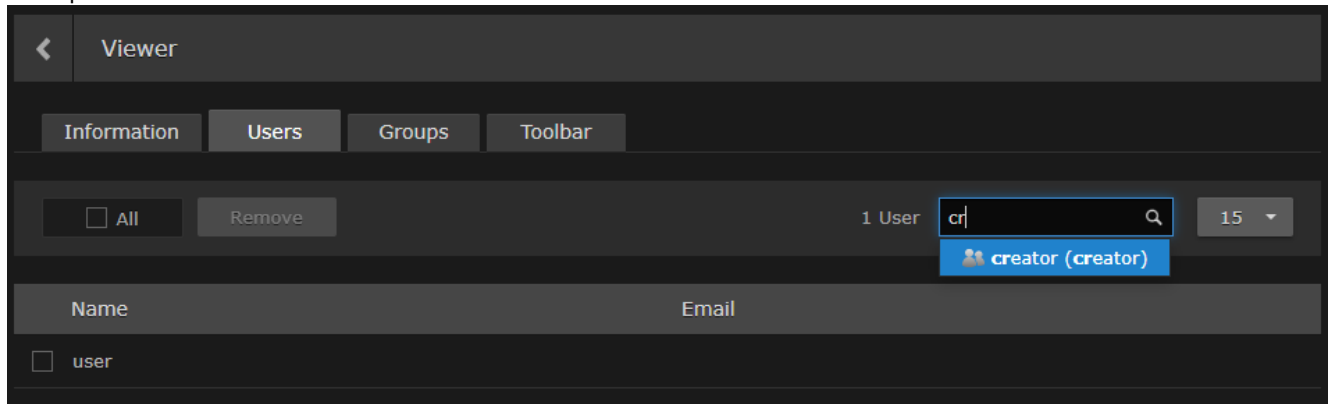 Viewer
Information Users Groups Toolbar
All Remove 1 User cr 15
creator (creator)
Name Email
user